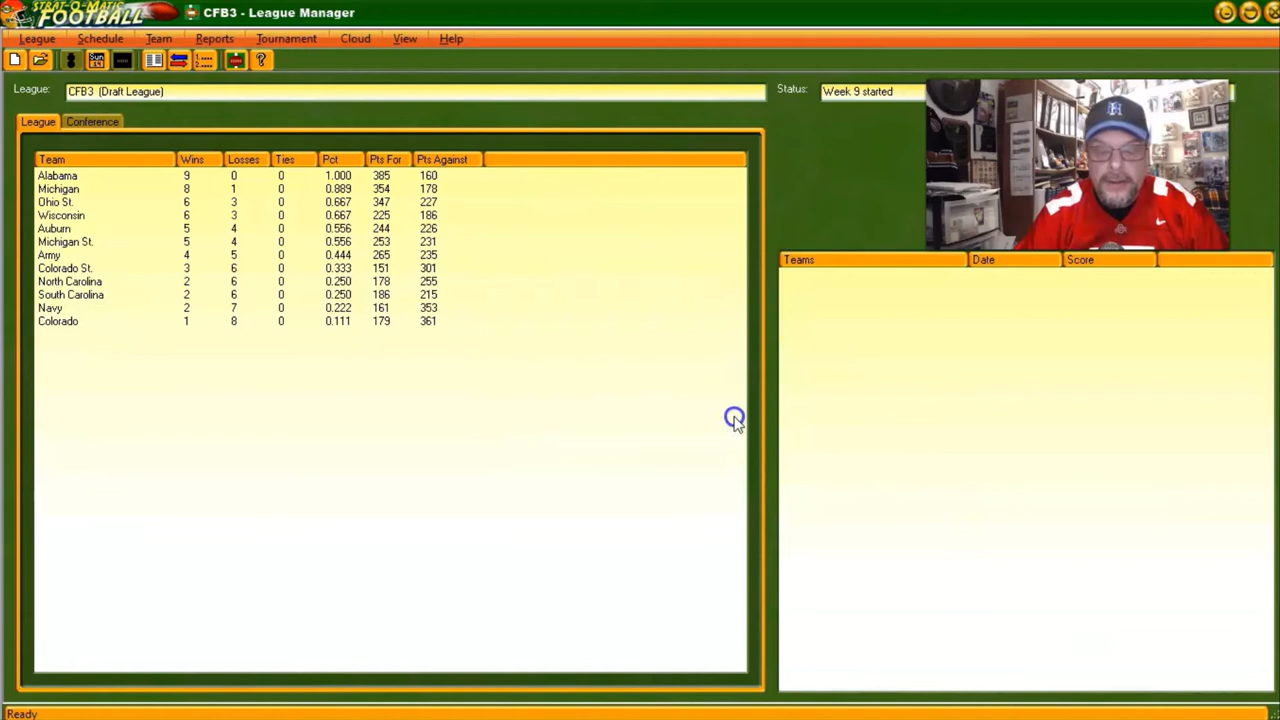 STRAT-O-MATIC
FOOTBALL
CFB3 - League Manager
League Schedule Team Reports Tournament Cloud View Help
League: CFB3 (Draft League) Status: Week 9 started
League Conference
Team Wins Losses Ties Pct Pts For Pts Against
Alabama 9 0 0 1.000 385 160
Michigan 8 1 0 0.889 354 178
Ohio St. 6 3 0 0.667 347 227
Wisconsin 6 3 0 0.667 225 186
Auburn 5 4 0 0.556 244 226
Michigan St. 5 4 0 0.556 253 231
Army 4 5 0 0.444 265 235
Colorado St. 3 6 0 0.333 151 301
North Carolina 2 6 0 0.250 178 255
South Carolina 2 6 0 0.250 186 215
Navy 2 7 0 0.222 161 353
Colorado 1 8 0 0.111 179 361
Teams Date Score
Ready